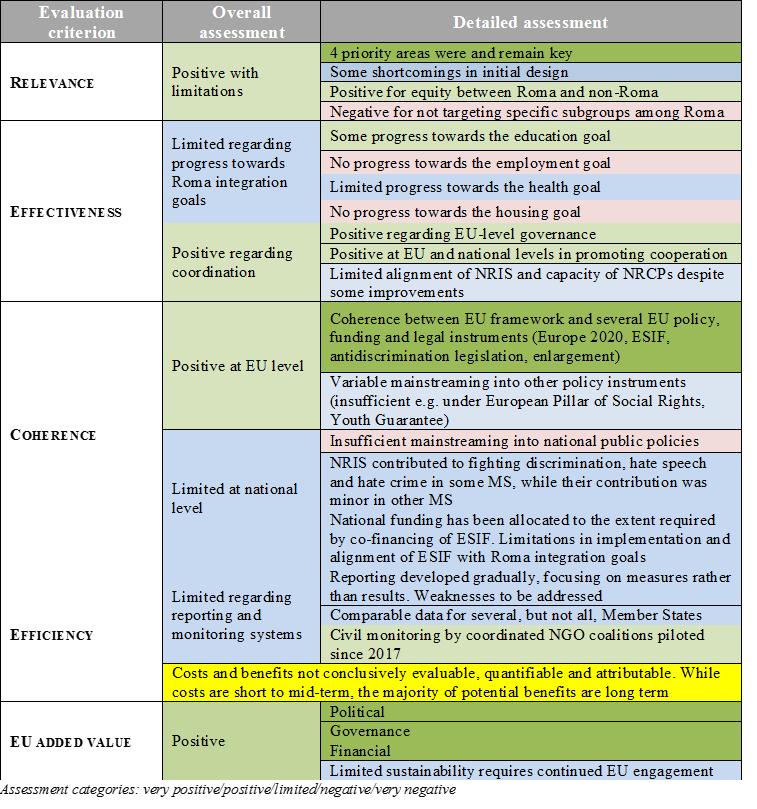 Evaluation criterion
Overall assessment
Detailed assessment
RELEVANCE
Positive with limitations
4 priority areas were and remain key
Some shortcomings in initial design
Positive for equity between Roma and non-Roma
Negative for not targeting specific subgroups among Roma
EFFECTIVENESS
Limited regarding
progress towards
Roma integration
goals
Some progress towards the education goal
No progress towards the employment goal
Limited progress towards the health goal
No progress towards the housing goal
Positive regarding
coordination
Positive regarding EU-level governance
Positive at EU and national levels in promoting cooperation
Limited alignment of NRIS and capacity of NRCPs despite
some improvements
COHERENCE
Positive at EU level
Coherence between EU framework and several EU policy,
funding and legal instruments (Europe 2020, ESIF,
antidiscrimination legislation, enlargement)
Variable mainstreaming into other policy instruments
(insufficient e.g. under European Pillar of Social Rights,
Youth Guarantee)
Limited at national
level
Insufficient mainstreaming into national public policies
NRIS contributed to fighting discrimination, hate speech
and hate crime in some MS, while their contribution was
minor in other MS
National funding has been allocated to the extent required
by co-financing of ESIF. Limitations in implementation and
alignment of ESIF with Roma integration goals
EFFICIENCY
Limited regarding
reporting and
monitoring systems
Reporting developed gradually, focusing on measures rather
than results. Weaknesses to be addressed
Comparable data for several, but not all, Member States
Civil monitoring by coordinated NGO coalitions piloted
since 2017
Costs and benefits not conclusively evaluable, quantifiable and attributable. While
costs are short to mid-term, the majority of potential benefits are long term
EU ADDED VALUE
Positive
Political
Governance
Financial
Limited sustainability requires continued EU engagement
Assessment categories: very positive/positive/limited/negative/very negative